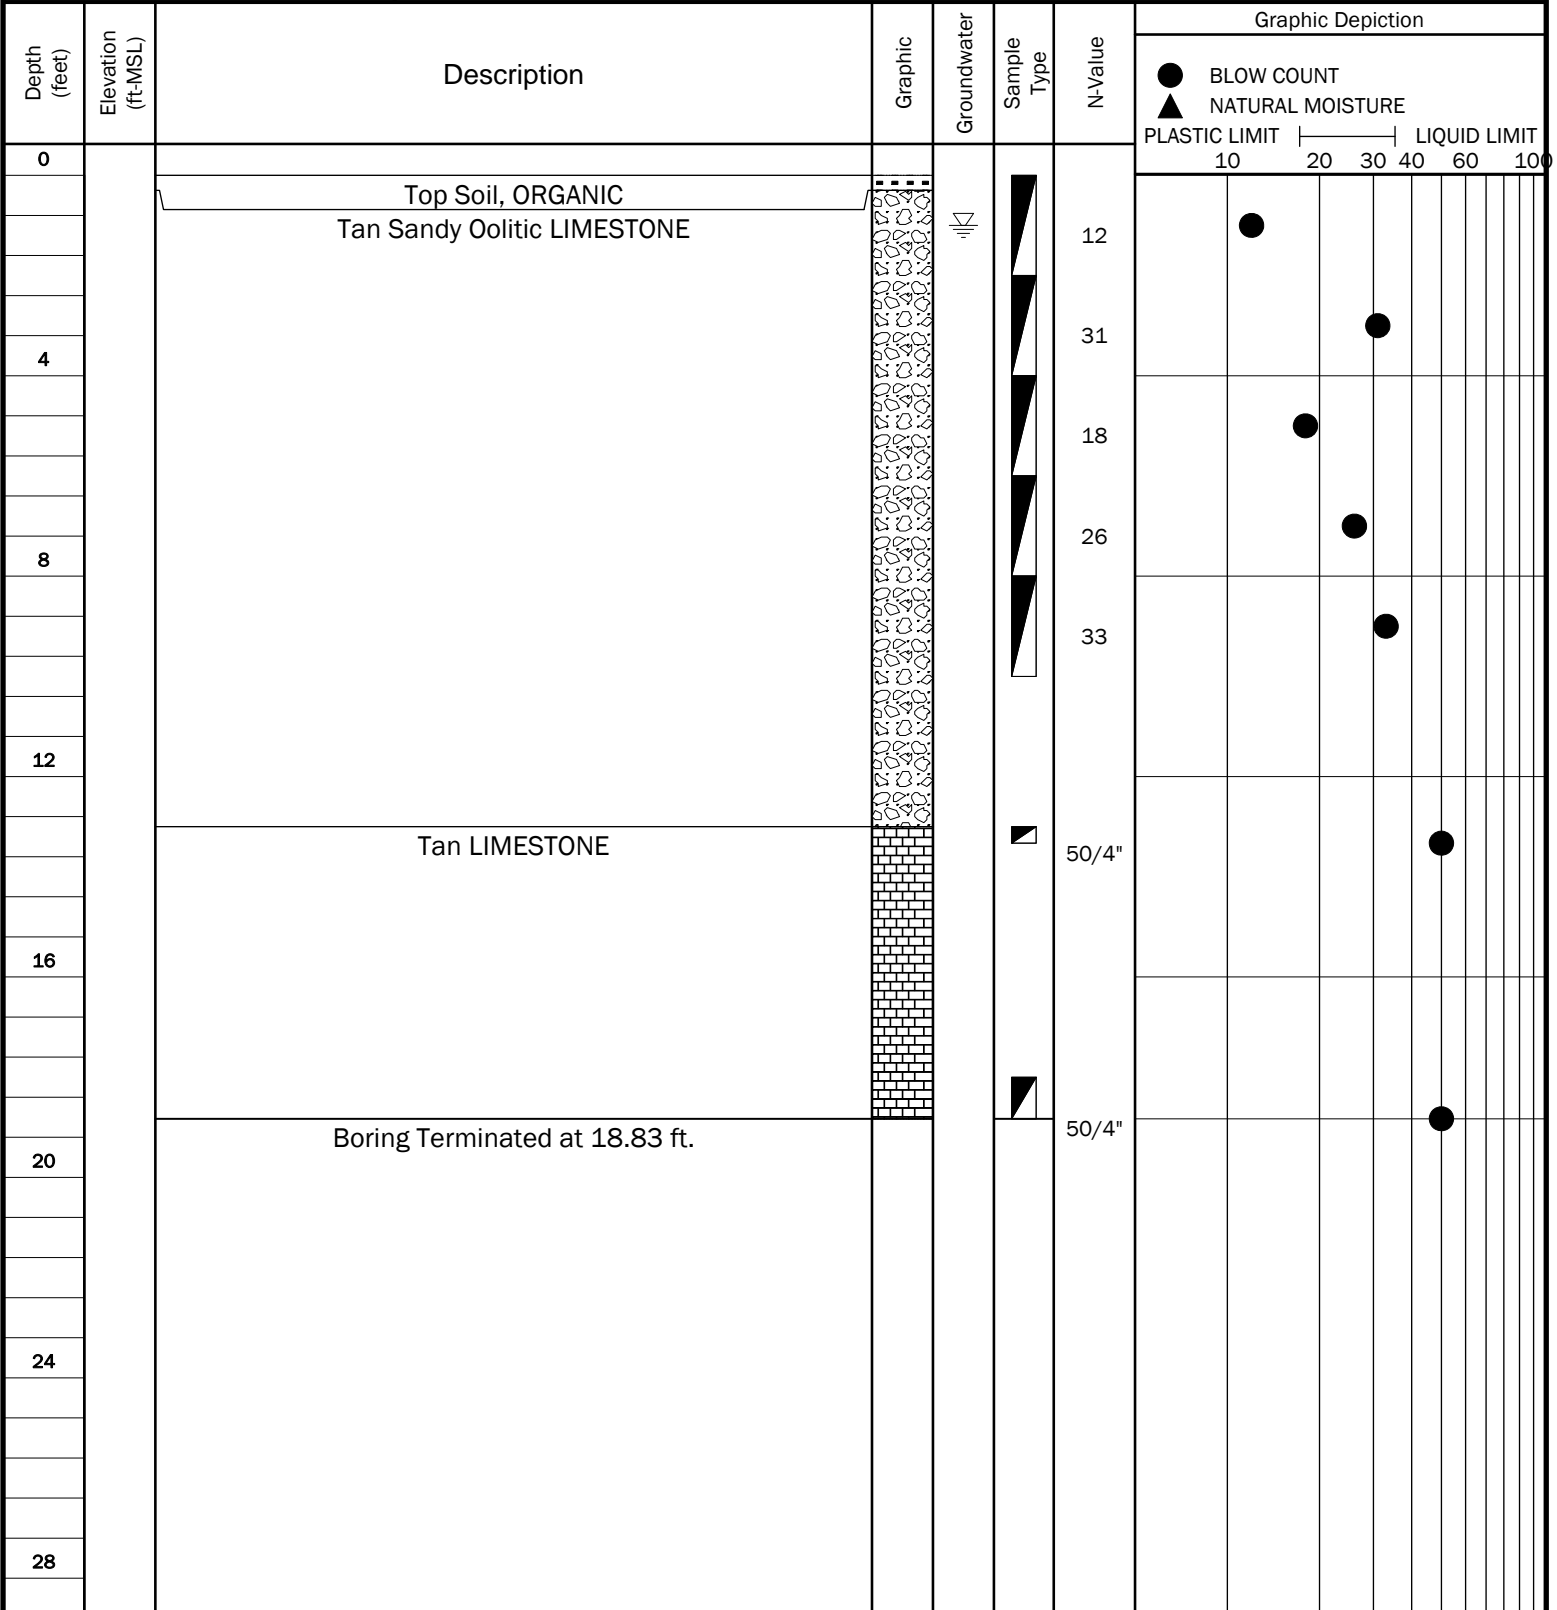 Depth
(feet)
Elevation
(ft-MSL)
Description
Graphic
Groundwater
Sample
Type
N-Value
Graphic Depiction
BLOW COUNT
NATURAL MOISTURE
PLASTIC LIMIT LIQUID LIMIT
10 20 30 40 60 100
0
Top Soil, ORGANIC
Tan Sandy Oolitic LIMESTONE
12
31
4
18
26
8
33
12
Tan LIMESTONE
50/4"
16
50/4"
Boring Terminated at 18.83 ft.
20
24
28